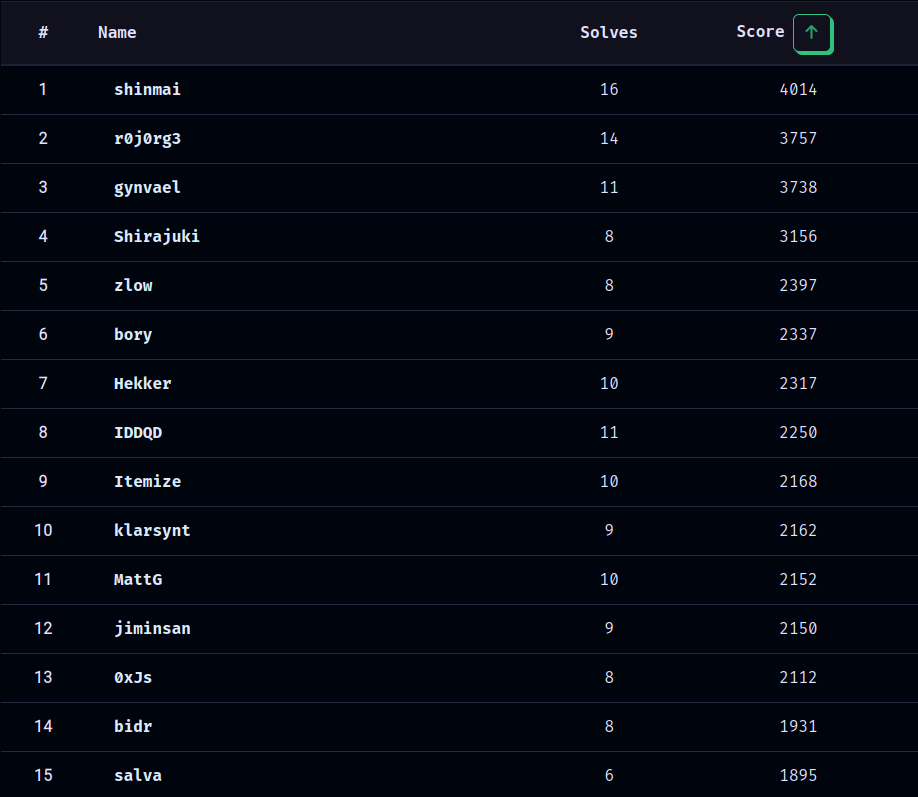 # Name Solves Score ↑
1 shinmai 16 4014
2 r0j0rg3 14 3757
3 gynvael 11 3738
4 Shirajuki 8 3156
5 zlow 8 2397
6 bory 9 2337
7 Hekker 10 2317
8 IDDQD 11 2250
9 Itemize 10 2168
10 klarsynt 9 2162
11 MattG 10 2152
12 jiminsan 9 2150
13 0xJs 8 2112
14 bidr 8 1931
15 salva 6 1895